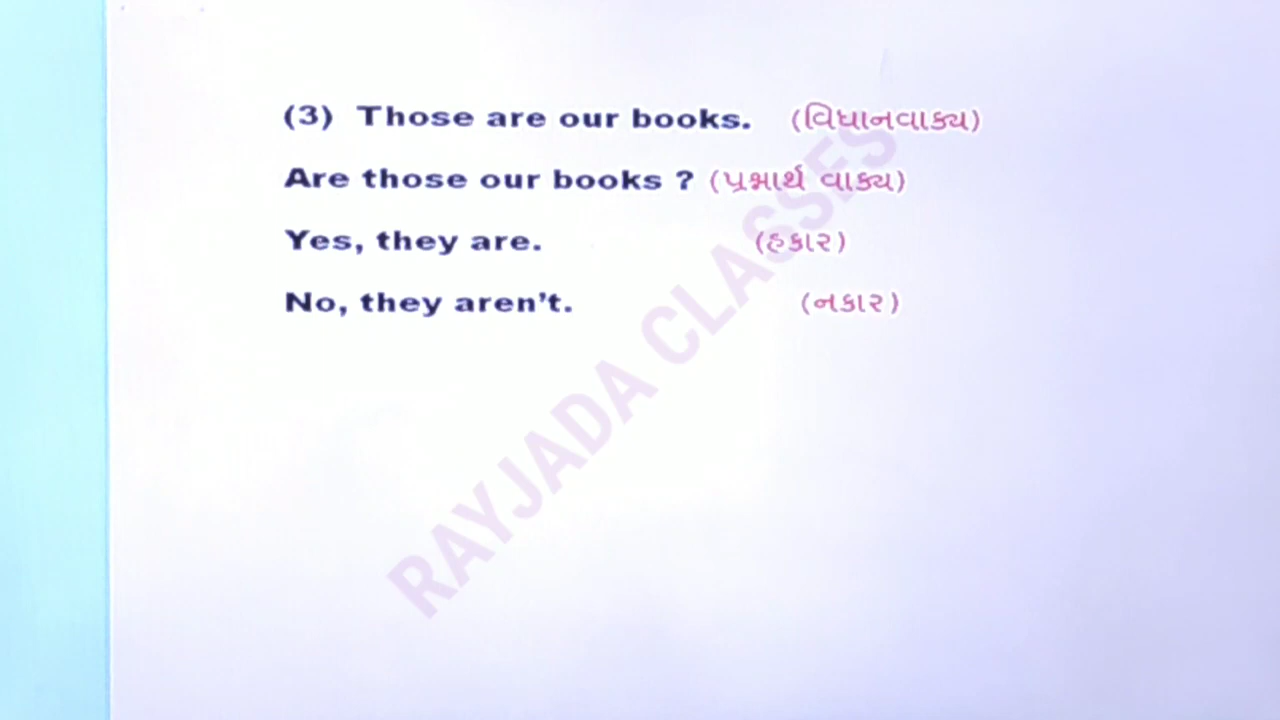 (3) Those are our books. (વિધાનવાક્ય)
Are those our books ? (પ્રશ્નાર્થ વાક્ય)
Yes, they are. (હકાર)
No, they aren't. (નકાર)
RAYJADA CLASSES